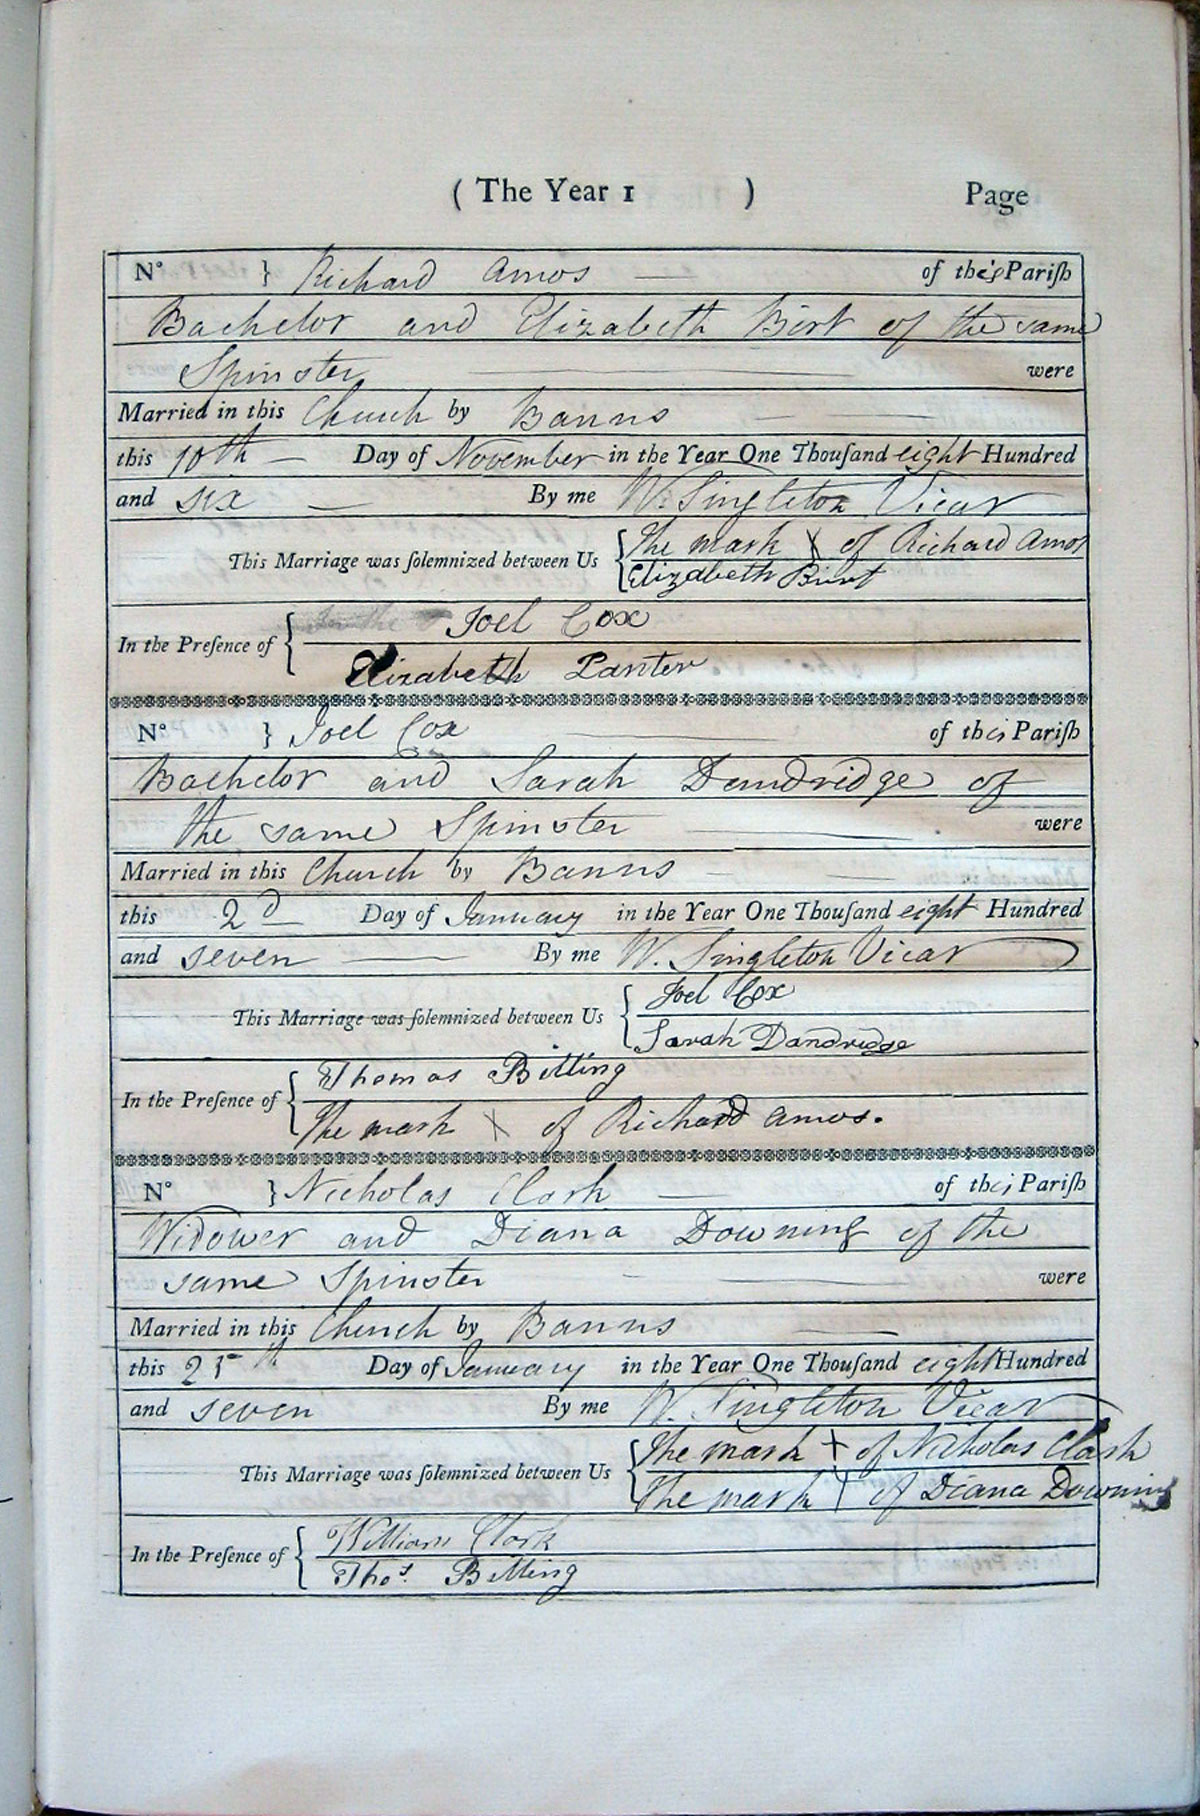 ( The Year 1 ) Page
N° } Richard Amos of this Pariſh
Bachelor and Elizabeth Birt of the same
Spinster were
Married in this Church by Banns
this 10th Day of November in the Year One Thouſand eight Hundred
and six By me W. Singleton Vicar
This Marriage was ſolemnized between Us { The mark X of Richard Amos
Elizabeth Burt
In the Preſence of { Joel Cox
Elizabeth Panter
N° } Joel Cox of this Pariſh
Bachelor and Sarah Dandridge of
the same Spinster were
Married in this Church by Banns
this 2d Day of January in the Year One Thouſand eight Hundred
and seven By me W. Singleton Vicar
This Marriage was ſolemnized between Us { Joel Cox
Sarah Dandridge
In the Preſence of { Thomas Billing
The mark X of Richard Amos.
N° } Nicholas Clark of this Pariſh
Widower and Diana Downing of the
same Spinster were
Married in this Church by Banns
this Day of January in the Year One Thouſand eight Hundred
and seven By me W. Singleton Vicar
This Marriage was ſolemnized between Us { The mark + of Nicholas Clark
The mark + of Diana Downing
In the Preſence of { William Clark
Thos. Billing